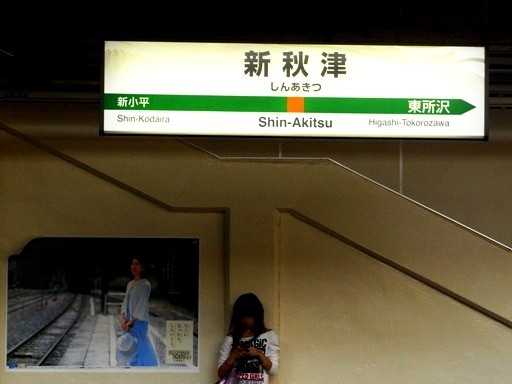 新秋津
しんあきつ
新小平
東所沢
Shin-Kodaira
Shin-Akitsu
Higashi-Tokorozawa